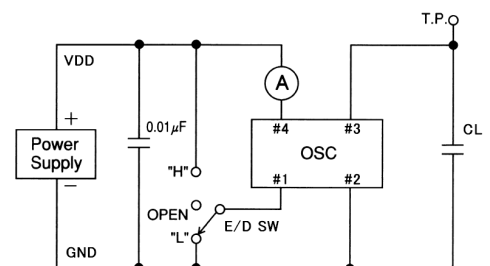 T.P.
VDD
A
+
0.01μF
#4 #3
CL
Power
Supply
OSC
"H"
#1 #2
−
OPEN
E/D SW
"L"
GND